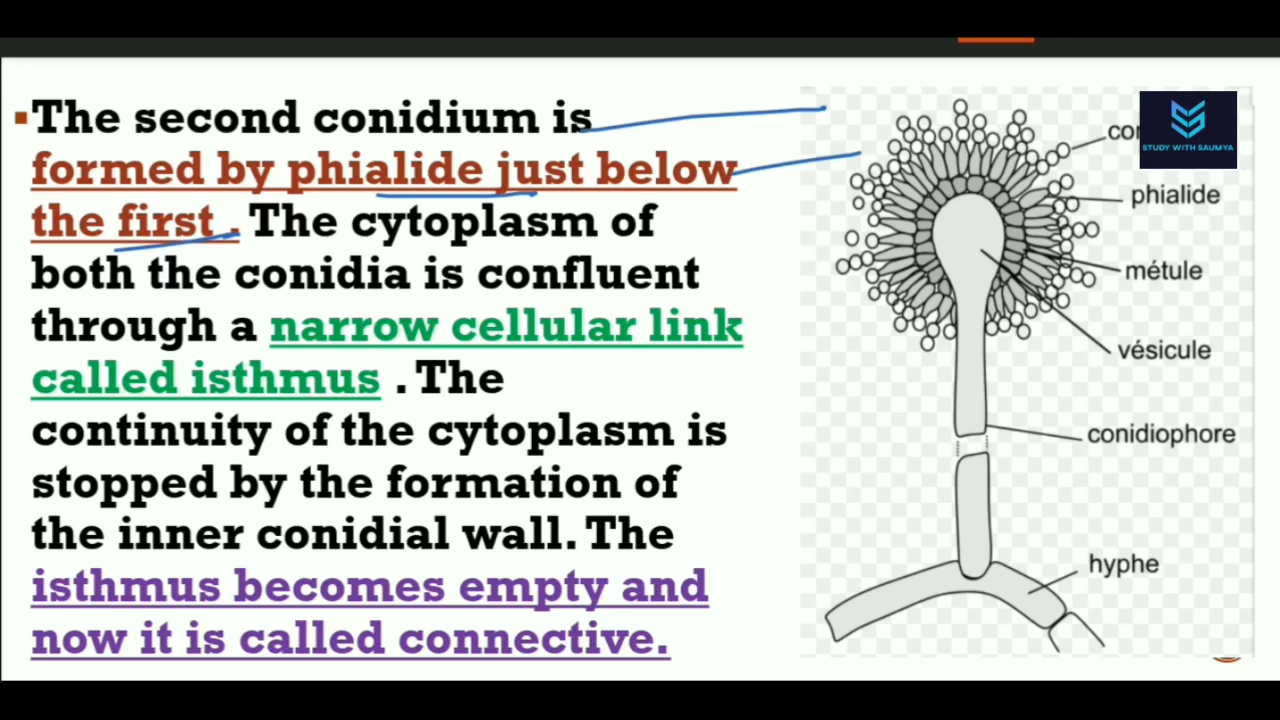 The second conidium is
formed by phialide just below
the first . The cytoplasm of
both the conidia is confluent
through a narrow cellular link
called isthmus . The
continuity of the cytoplasm is
stopped by the formation of
the inner conidial wall. The
isthmus becomes empty and
now it is called connective.
STUDY WITH SAUMYA
phialide
métule
vésicule
conidiophore
hyphe